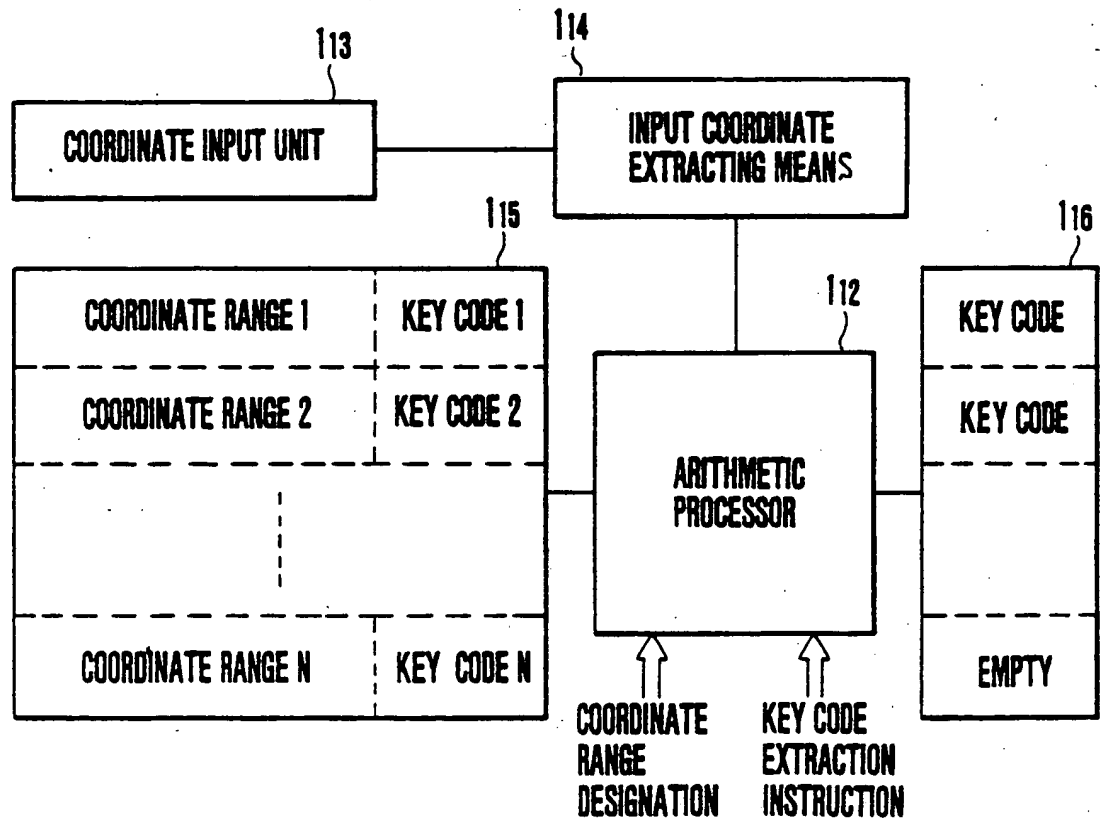 113
COORDINATE INPUT UNIT
114
INPUT COORDINATE
EXTRACTING MEANS
115
COORDINATE RANGE 1 KEY CODE 1
COORDINATE RANGE 2 KEY CODE 2
COORDINATE RANGE N KEY CODE N
112
ARITHMETIC
PROCESSOR
116
KEY CODE
KEY CODE
EMPTY
COORDINATE
RANGE
DESIGNATION
KEY CODE
EXTRACTION
INSTRUCTION